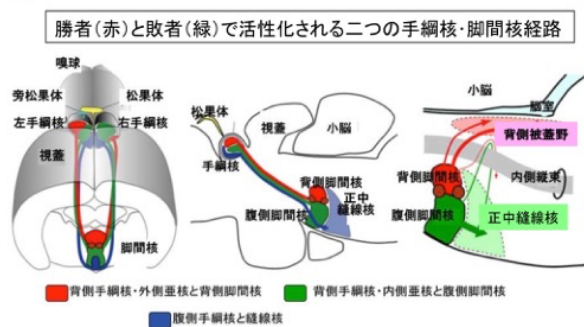 勝者(赤)と敗者(緑)で活性化される二つの手綱核・脚間核経路
嗅球
旁松果体
松果体
左手綱核
右手綱核
視蓋
脚間核
松果体
視蓋
小脳
手綱核
背側脚間核
腹側脚間核
正中
縫線核
小脳
脳室
背側被蓋野
背側脚間核
内側縦束
腹側脚間核
正中縫線核
背側手綱核・外側亜核と背側脚間核
背側手綱核・内側亜核と腹側脚間核
腹側手綱核と縫線核